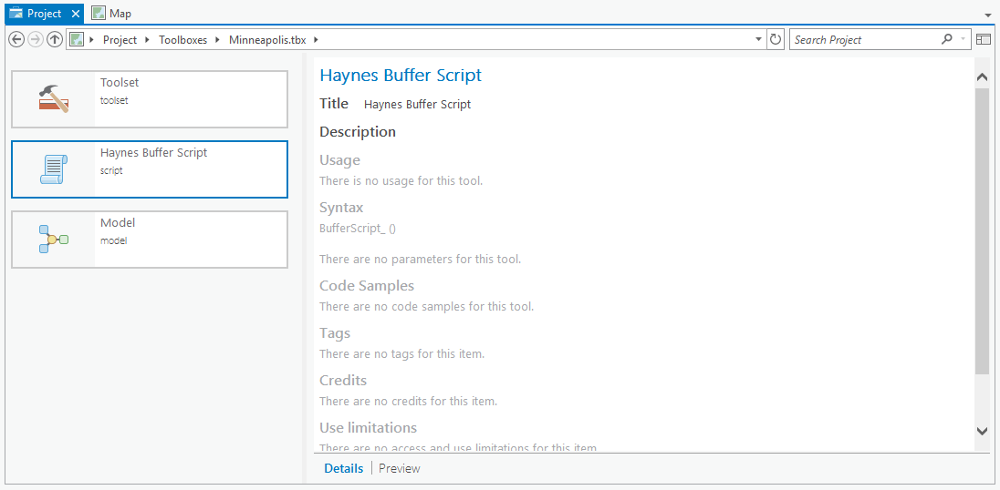 Project
Map
Project Toolboxes Minneapolis.tbx
Search Project
Toolset
toolset
Haynes Buffer Script
script
Model
model
Haynes Buffer Script
Title Haynes Buffer Script
Description
Usage
There is no usage for this tool.
Syntax
BufferScript_ ()
There are no parameters for this tool.
Code Samples
There are no code samples for this tool.
Tags
There are no tags for this item.
Credits
There are no credits for this item.
Use limitations
There are no access and use limitations for this item
Details | Preview